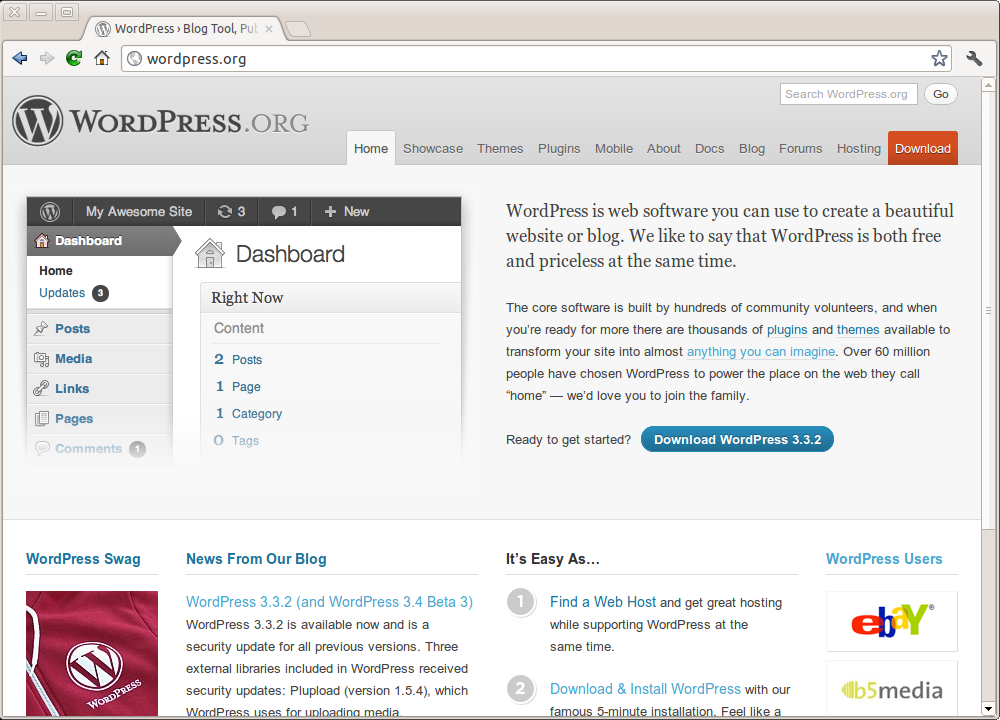 WordPress › Blog Tool, Pub
wordpress.org
Search WordPress.org
Go
WORDPRESS.ORG
Home
Showcase
Themes
Plugins
Mobile
About
Docs
Blog
Forums
Hosting
Download
My Awesome Site
3
1
New
Dashboard
Home
Updates 3
Posts
Media
Links
Pages
Comments 1
Dashboard
Right Now
Content
2 Posts
1 Page
1 Category
0 Tags
WordPress is web software you can use to create a beautiful
website or blog. We like to say that WordPress is both free
and priceless at the same time.
The core software is built by hundreds of community volunteers, and when
you’re ready for more there are thousands of plugins and themes available to
transform your site into almost anything you can imagine. Over 60 million
people have chosen WordPress to power the place on the web they call
“home” — we’d love you to join the family.
Ready to get started?
Download WordPress 3.3.2
WordPress Swag
WORDPRESS
News From Our Blog
WordPress 3.3.2 (and WordPress 3.4 Beta 3)
WordPress 3.3.2 is available now and is a
security update for all previous versions. Three
external libraries included in WordPress received
security updates: Plupload (version 1.5.4), which
WordPress uses for uploading media,
It’s Easy As…
1
Find a Web Host and get great hosting
while supporting WordPress at the
same time.
2
Download & Install WordPress with our
famous 5-minute installation. Feel like a
WordPress Users
ebaY®
b5media